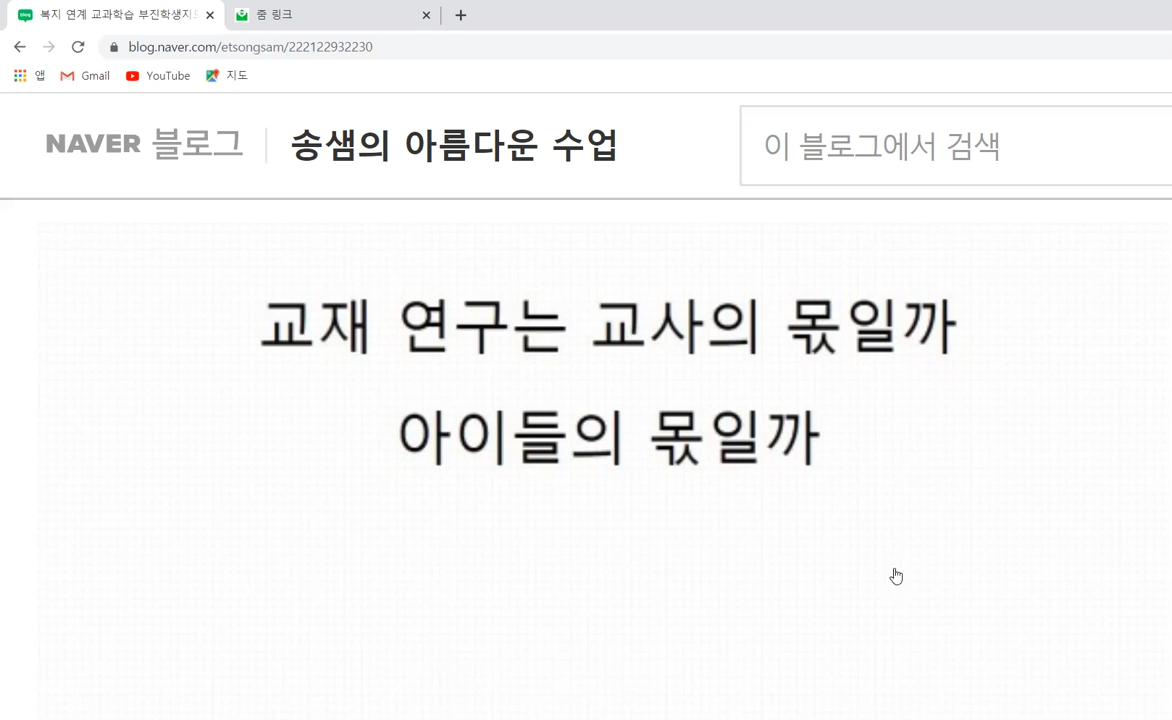 복지 연계 교과학습 부진학생지도
줌 링크
blog.naver.com/etsongsam/222122932230
앱 Gmail YouTube 지도
NAVER 블로그 송샘의 아름다운 수업 이 블로그에서 검색
교재 연구는 교사의 몫일까
아이들의 몫일까